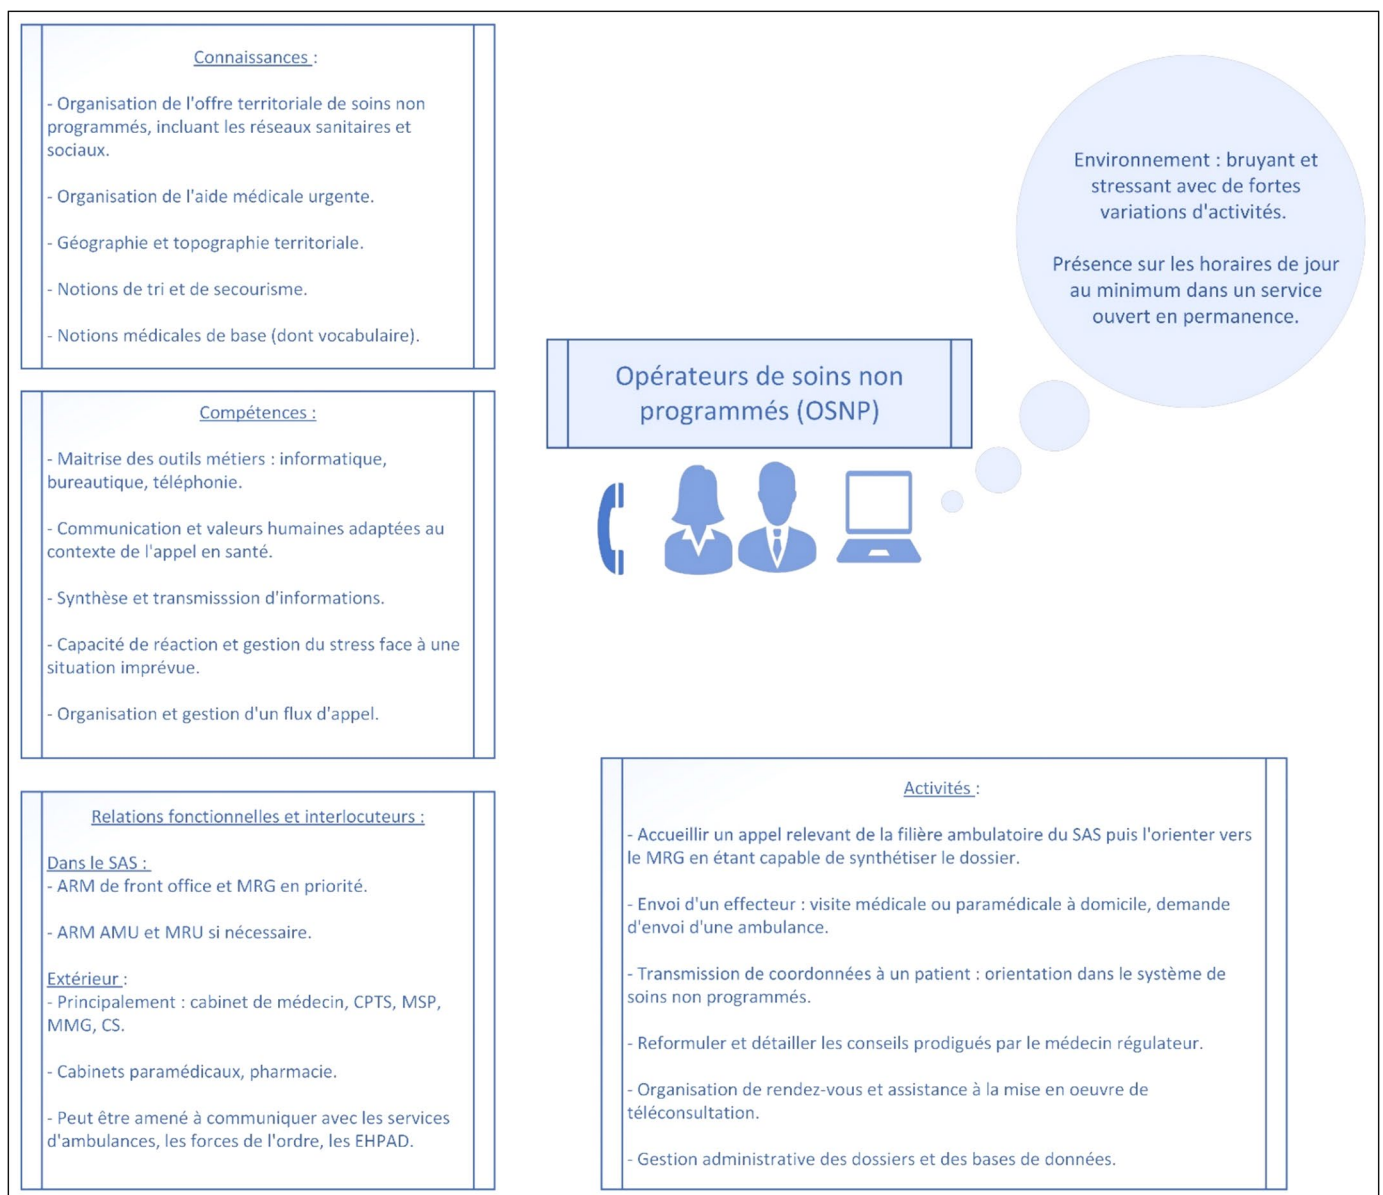 Connaissances :
- Organisation de l'offre territoriale de soins non
programmés, incluant les réseaux sanitaires et
sociaux.
- Organisation de l'aide médicale urgente.
- Géographie et topographie territoriale.
- Notions de tri et de secourisme.
- Notions médicales de base (dont vocabulaire).
Compétences :
- Maitrise des outils métiers : informatique,
bureautique, téléphonie.
- Communication et valeurs humaines adaptées au
contexte de l'appel en santé.
- Synthèse et transmisssion d'informations.
- Capacité de réaction et gestion du stress face à une
situation imprévue.
- Organisation et gestion d'un flux d'appel.
Relations fonctionnelles et interlocuteurs :
Dans le SAS :
- ARM de front office et MRG en priorité.
- ARM AMU et MRU si nécessaire.
Extérieur :
- Principalement : cabinet de médecin, CPTS, MSP,
MMG, CS.
- Cabinets paramédicaux, pharmacie.
- Peut être amené à communiquer avec les services
d'ambulances, les forces de l'ordre, les EHPAD.
Environnement : bruyant et
stressant avec de fortes
variations d'activités.
Présence sur les horaires de jour
au minimum dans un service
ouvert en permanence.
Opérateurs de soins non
programmés (OSNP)
Activités :
- Accueillir un appel relevant de la filière ambulatoire du SAS puis l'orienter vers
le MRG en étant capable de synthétiser le dossier.
- Envoi d'un effecteur : visite médicale ou paramédicale à domicile, demande
d'envoi d'une ambulance.
- Transmission de coordonnées à un patient : orientation dans le système de
soins non programmés.
- Reformuler et détailler les conseils prodigués par le médecin régulateur.
- Organisation de rendez-vous et assistance à la mise en oeuvre de
téléconsultation.
- Gestion administrative des dossiers et des bases de données.